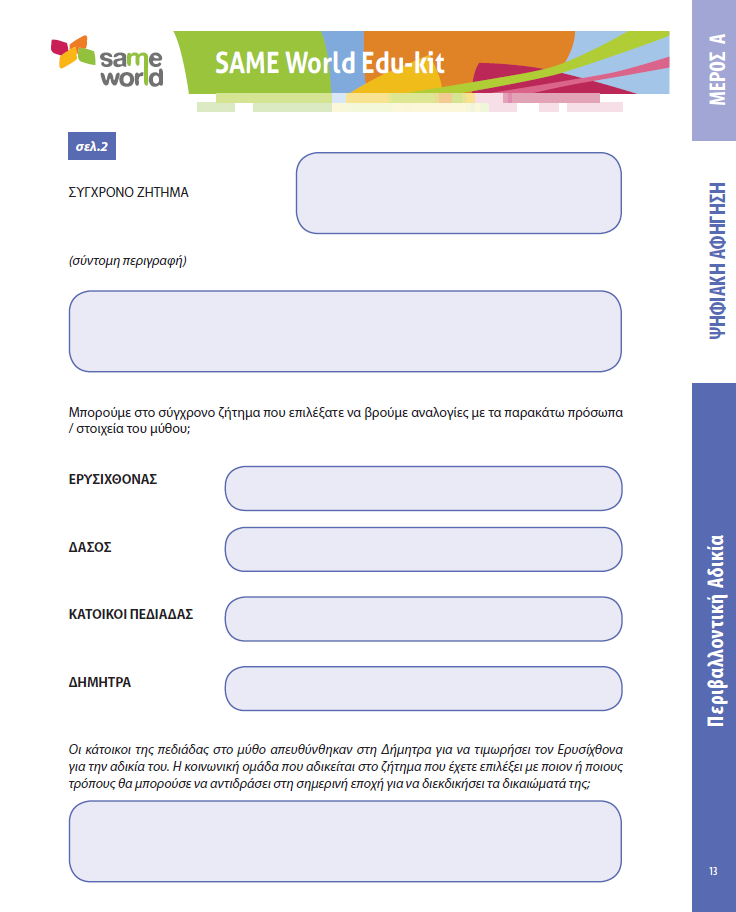 same
world
SAME World Edu-kit
ΜΕΡΟΣ Α
σελ.2
ΣΥΓΧΡΟΝΟ ΖΗΤΗΜΑ
ΨΗΦΙΑΚΗ ΑΦΗΓΗΣΗ
(σύντομη περιγραφή)
Μπορούμε στο σύγχρονο ζήτημα που επιλέξατε να βρούμε αναλογίες με τα παρακάτω πρόσωπα
/ στοιχεία του μύθου;
ΕΡΥΣΙΧΘΟΝΑΣ
ΔΑΣΟΣ
ΚΑΤΟΙΚΟΙ ΠΕΔΙΑΔΑΣ
ΔΗΜΗΤΡΑ
Περιβαλλοντική Αδικία
Οι κάτοικοι της πεδιάδας στο μύθο απευθύνθηκαν στη Δήμητρα για να τιμωρήσει τον Ερυσίχθονα
για την αδικία του. Η κοινωνική ομάδα που αδικείται στο ζήτημα που έχετε επιλέξει με ποιον ή ποιους
τρόπους θα μπορούσε να αντιδράσει στη σημερινή εποχή για να διεκδικήσει τα δικαιώματά της;
13